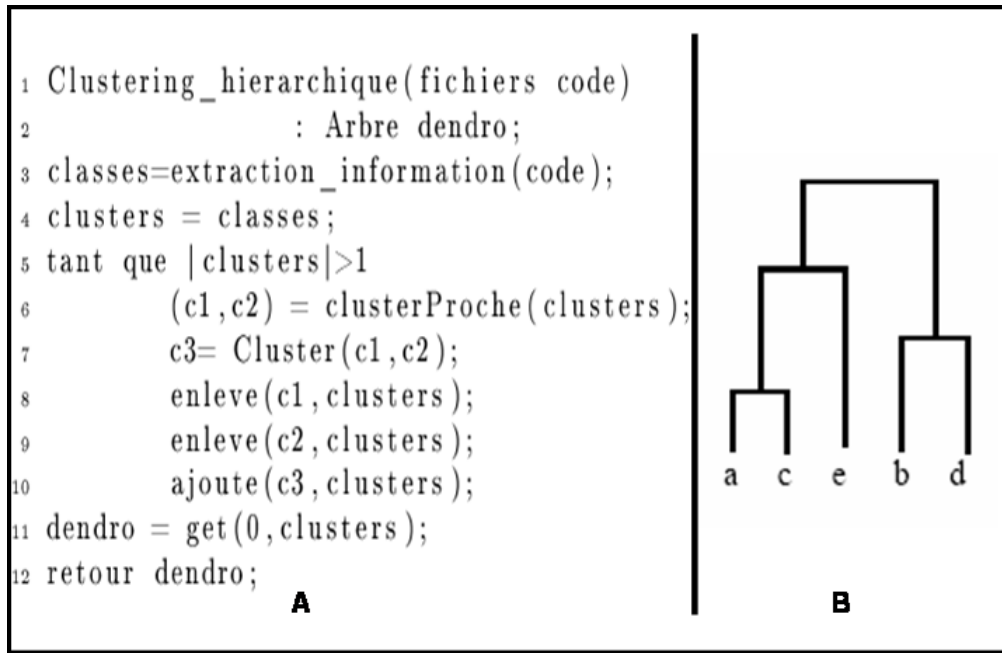 1 Clustering_hierarchique(fichiers code)
2 : Arbre dendro;
3 classes=extraction_information(code);
4 clusters = classes;
5 tant que |clusters|>1
6 (c1,c2) = clusterProche(clusters);
7 c3= Cluster(c1,c2);
8 enleve(c1,clusters);
9 enleve(c2,clusters);
10 ajoute(c3,clusters);
11 dendro = get(0,clusters);
12 retour dendro;
A
a c e b d
B